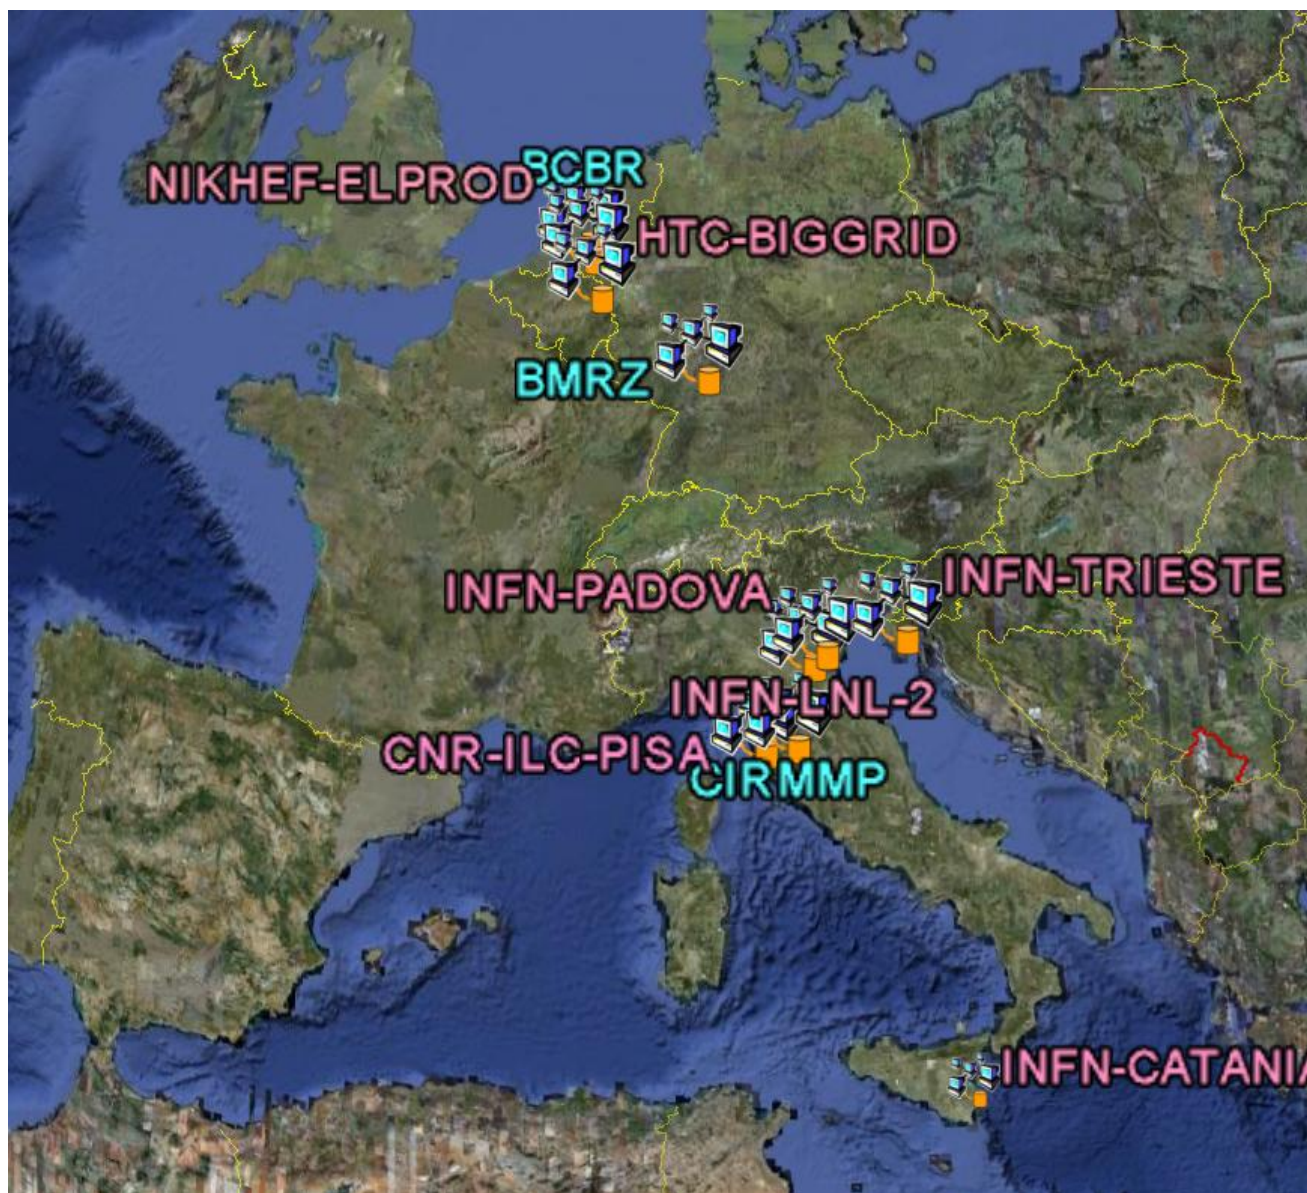 BCBR
NIKHEF-ELPROD
HTC-BIGGRID
BMRZ
INFN-PADOVA
INFN-TRIESTE
INFN-LNL-2
CNR-ILC-PISA
CIRMMP
INFN-CATANIA